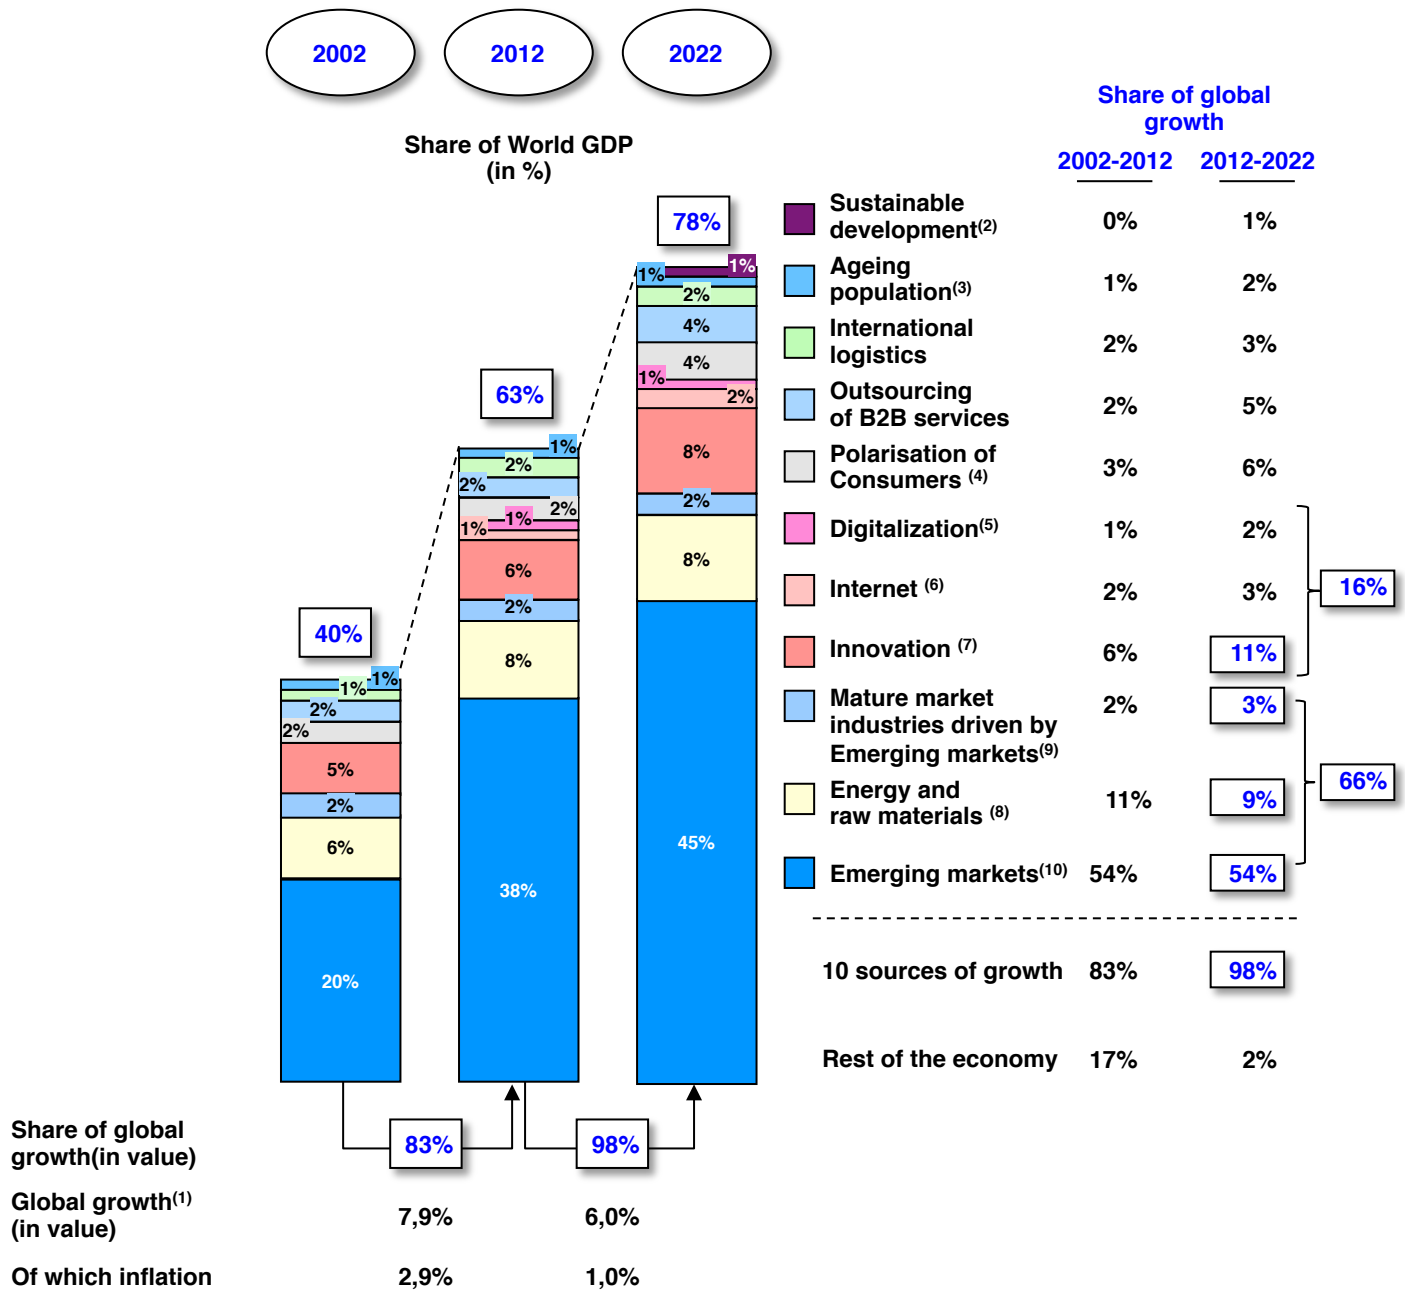 2002 2012 2022
Share of global
growth
Share of World GDP
(in %)
2002-2012 2012-2022
78%
63%
40%
1%
1%
2%
2%
5%
2%
6%
20%
1%
2%
2%
2%
1%
1%
6%
2%
8%
38%
1%
1%
2%
4%
4%
1%
2%
8%
2%
8%
45%
Sustainable
development(2) 0% 1%
Ageing
population(3) 1% 2%
International
logistics 2% 3%
Outsourcing
of B2B services 2% 5%
Polarisation of
Consumers (4) 3% 6%
Digitalization(5) 1% 2%
Internet (6) 2% 3%
16%
Innovation (7) 6% 11%
Mature market 2% 3%
industries driven by
Emerging markets(9)
66%
Energy and
raw materials (8) 11% 9%
Emerging markets(10) 54% 54%
10 sources of growth 83% 98%
Rest of the economy 17% 2%
Share of global
growth(in value) 83% 98%
Global growth(1)
(in value) 7,9% 6,0%
Of which inflation 2,9% 1,0%